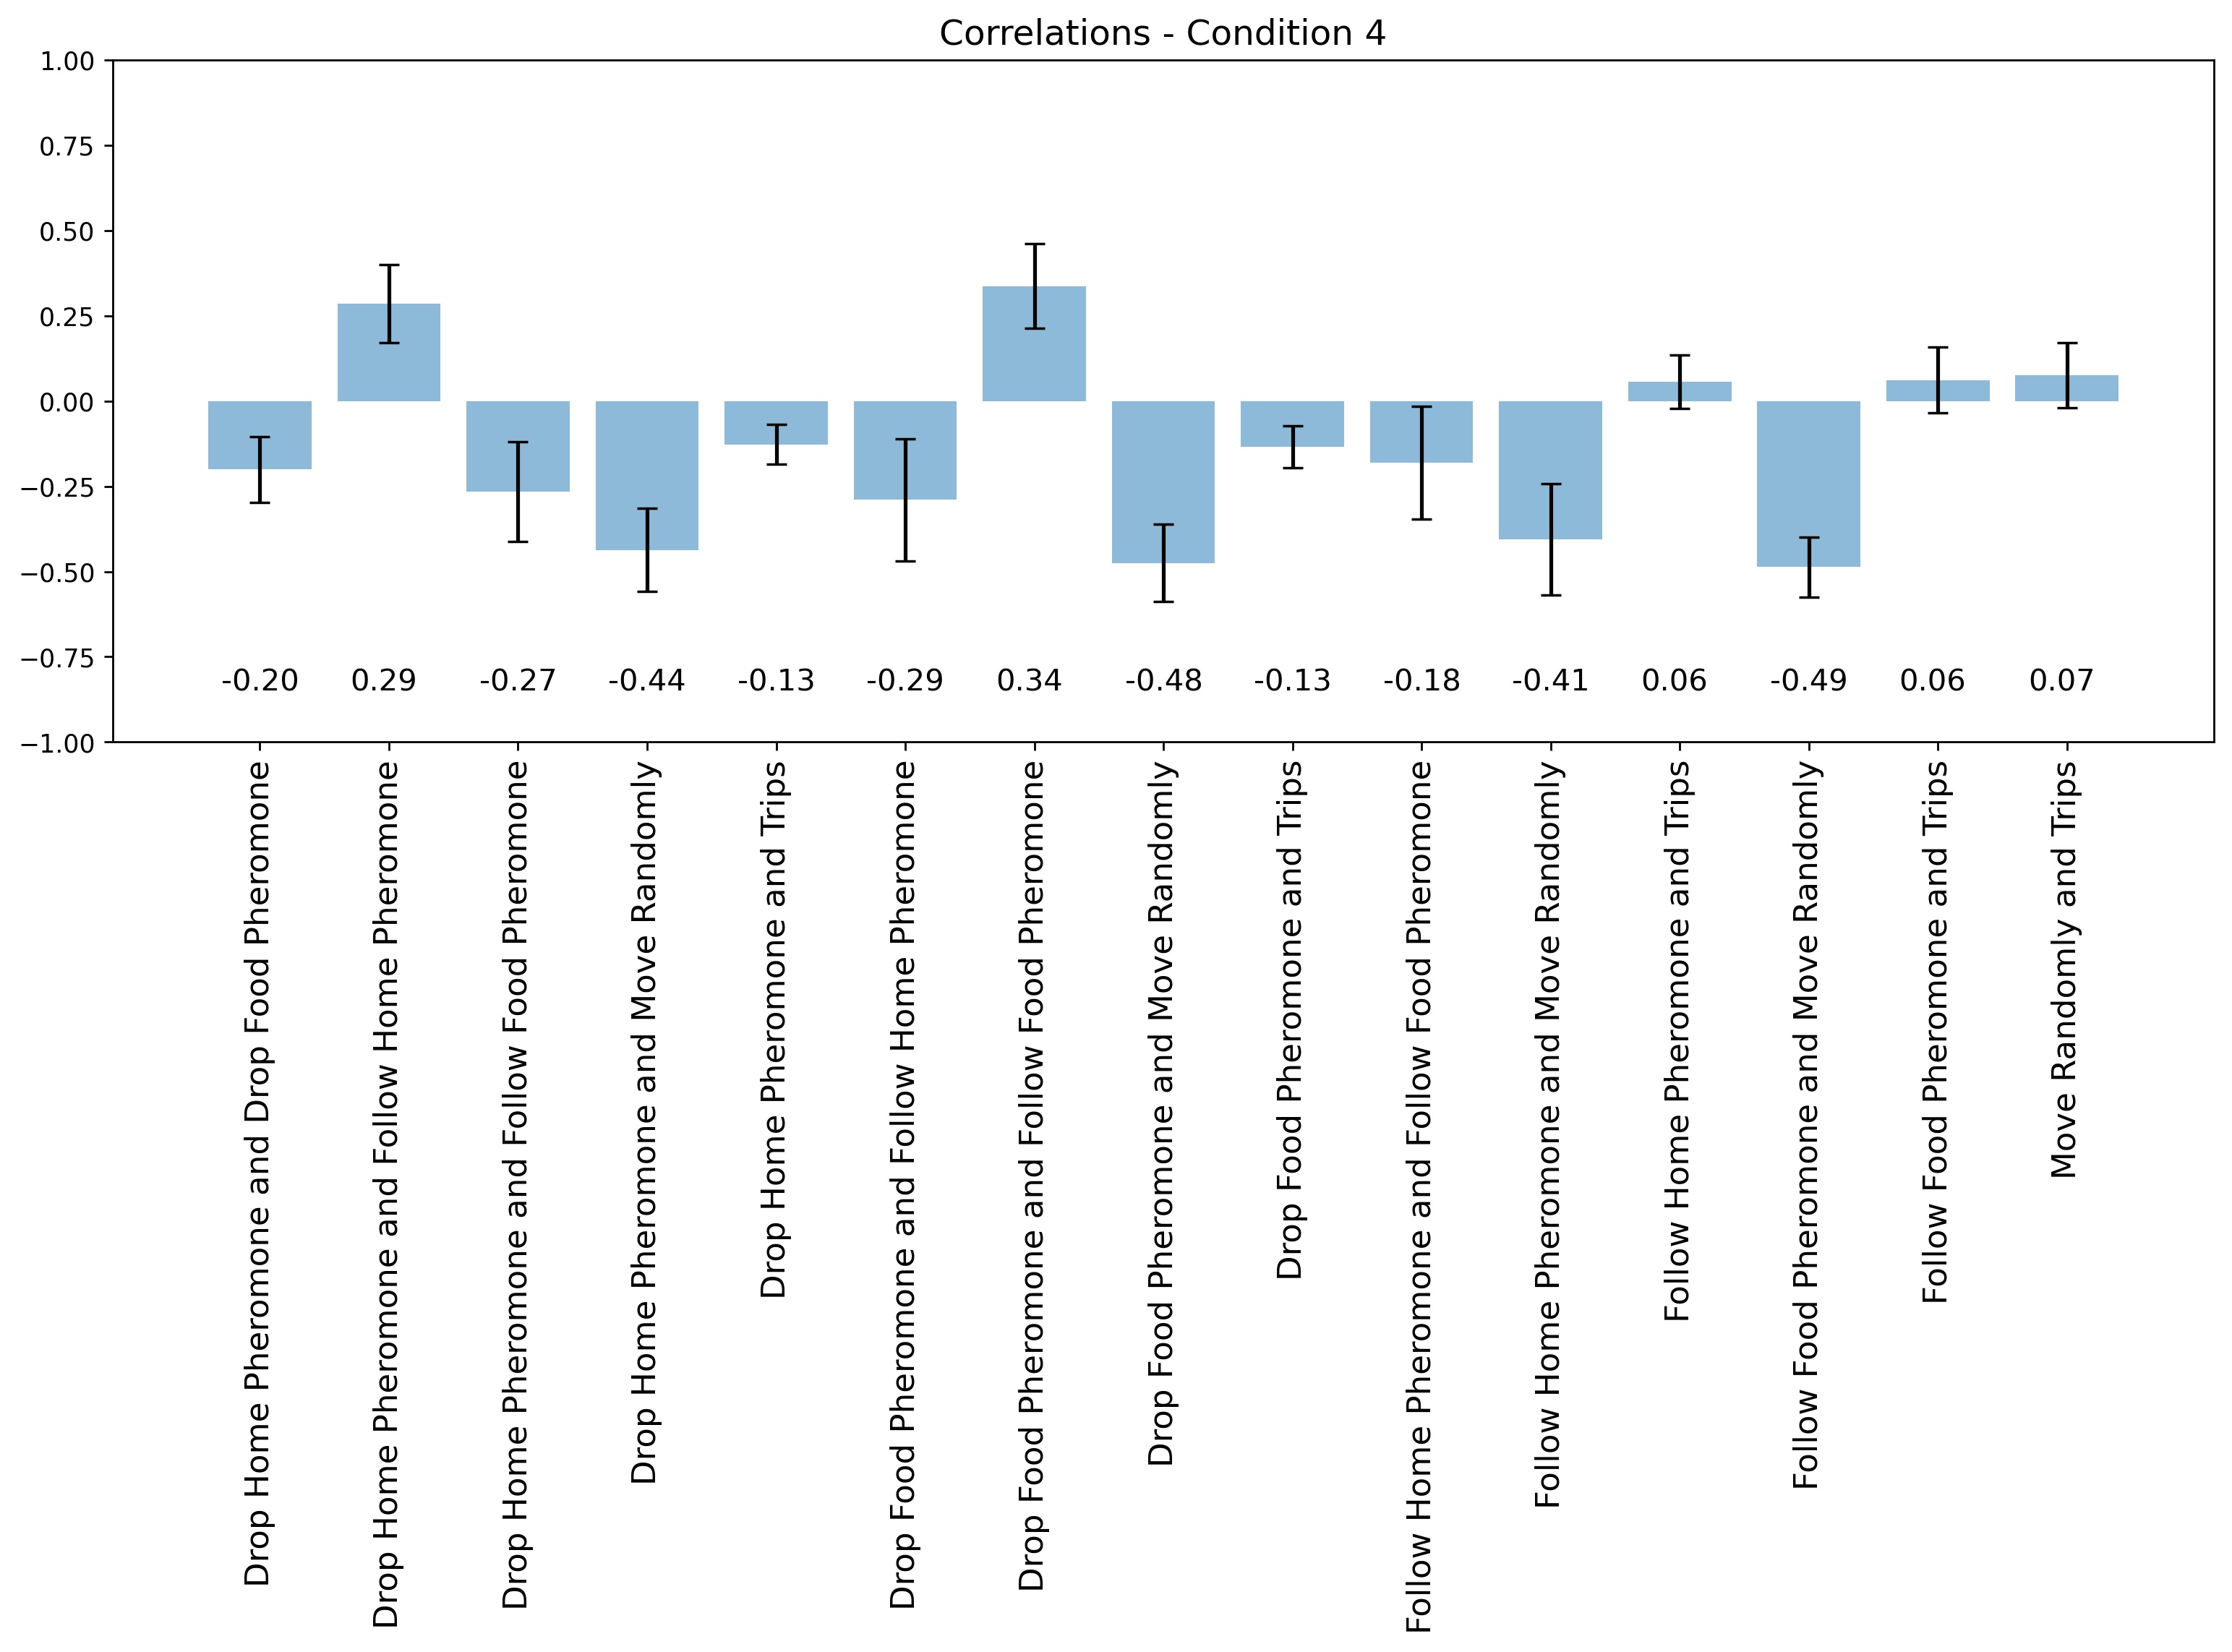 Correlations - Condition 4
1.00
0.75
0.50
0.25
0.00
−0.25
−0.50
−0.75
−1.00
-0.20
0.29
-0.27
-0.44
-0.13
-0.29
0.34
-0.48
-0.13
-0.18
-0.41
0.06
-0.49
0.06
0.07
Drop Home Pheromone and Drop Food Pheromone
Drop Home Pheromone and Follow Home Pheromone
Drop Home Pheromone and Follow Food Pheromone
Drop Home Pheromone and Move Randomly
Drop Home Pheromone and Trips
Drop Food Pheromone and Follow Home Pheromone
Drop Food Pheromone and Follow Food Pheromone
Drop Food Pheromone and Move Randomly
Drop Food Pheromone and Trips
Follow Home Pheromone and Follow Food Pheromone
Follow Home Pheromone and Move Randomly
Follow Home Pheromone and Trips
Follow Food Pheromone and Move Randomly
Follow Food Pheromone and Trips
Move Randomly and Trips